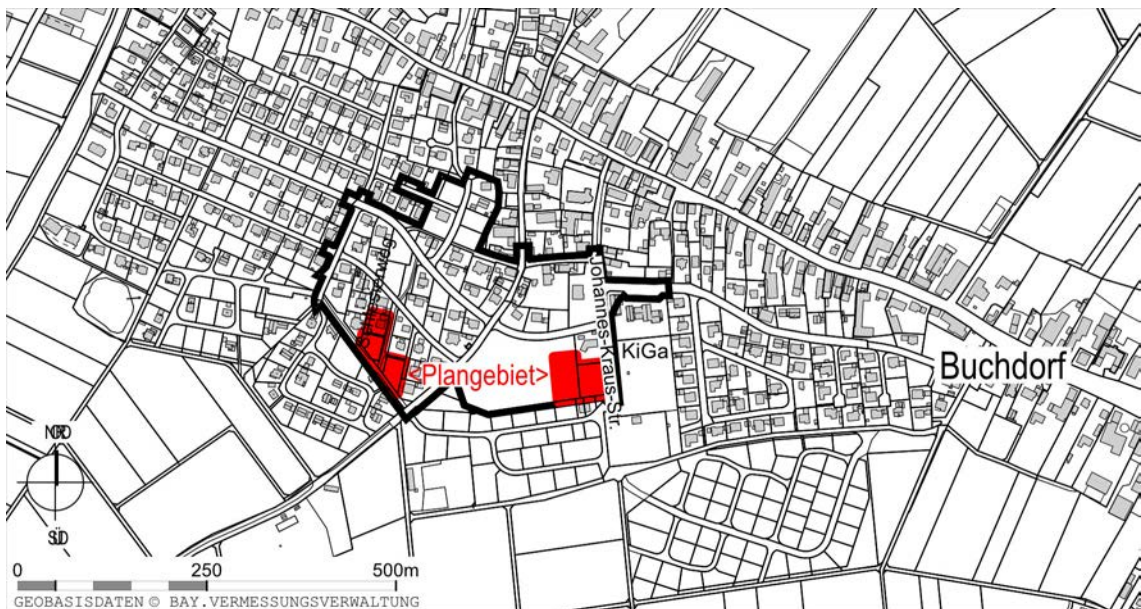 Johannes-Kraus-Str.
KiGa
Buchdorf
<Plangebiet>
NORD
SÜD
0 250 500m
GEOBASISDATEN © BAY.VERMESSUNGSVERWALTUNG